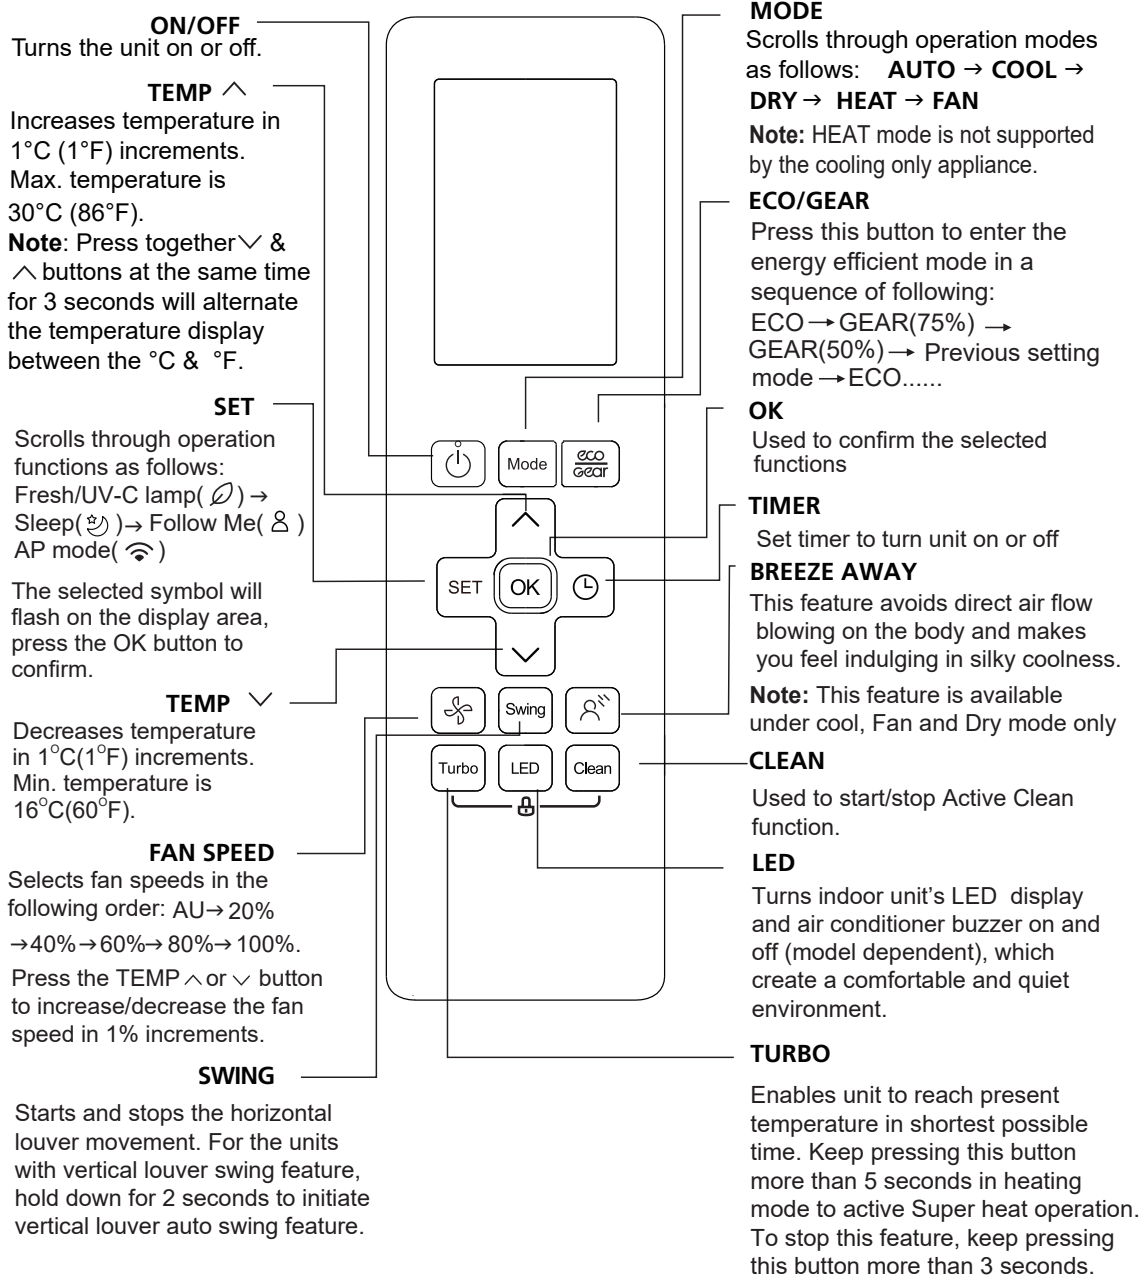 ON/OFF
Turns the unit on or off.
TEMP ︿
Increases temperature in
1°C (1°F) increments.
Max. temperature is
30°C (86°F).
Note: Press together﹀ &
︿ buttons at the same time
for 3 seconds will alternate
the temperature display
between the °C & °F.
SET
Scrolls through operation
functions as follows:
Fresh/UV-C lamp( ) →
Sleep( )→ Follow Me( )
AP mode( )
The selected symbol will
flash on the display area,
press the OK button to
confirm.
TEMP ﹀
Decreases temperature
in 1°C(1°F) increments.
Min. temperature is
16°C(60°F).
FAN SPEED
Selects fan speeds in the
following order: AU→20%
→40%→60%→80%→100%.
Press the TEMP ︿ or ﹀ button
to increase/decrease the fan
speed in 1% increments.
SWING
Starts and stops the horizontal
louver movement. For the units
with vertical louver swing feature,
hold down for 2 seconds to initiate
vertical louver auto swing feature.
Mode
eco
Gear
SET
OK
Swing
Turbo
LED
Clean
MODE
Scrolls through operation modes
as follows: AUTO → COOL →
DRY → HEAT → FAN
Note: HEAT mode is not supported
by the cooling only appliance.
ECO/GEAR
Press this button to enter the
energy efficient mode in a
sequence of following:
ECO → GEAR(75%) →
GEAR(50%) → Previous setting
mode → ECO......
OK
Used to confirm the selected
functions
TIMER
Set timer to turn unit on or off
BREEZE AWAY
This feature avoids direct air flow
blowing on the body and makes
you feel indulging in silky coolness.
Note: This feature is available
under cool, Fan and Dry mode only
CLEAN
Used to start/stop Active Clean
function.
LED
Turns indoor unit's LED display
and air conditioner buzzer on and
off (model dependent), which
create a comfortable and quiet
environment.
TURBO
Enables unit to reach present
temperature in shortest possible
time. Keep pressing this button
more than 5 seconds in heating
mode to active Super heat operation.
To stop this feature, keep pressing
this button more than 3 seconds.